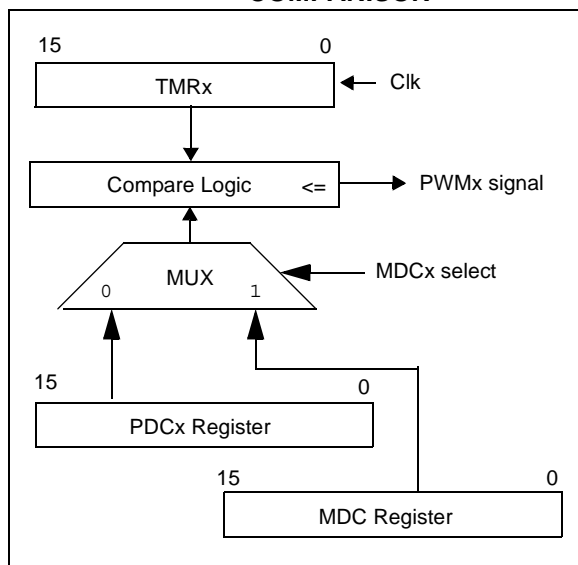 15 0
TMRx
Clk
Compare Logic <=
PWMx signal
MUX
MDCx select
0 1
15 0
PDCx Register
15 0
MDC Register